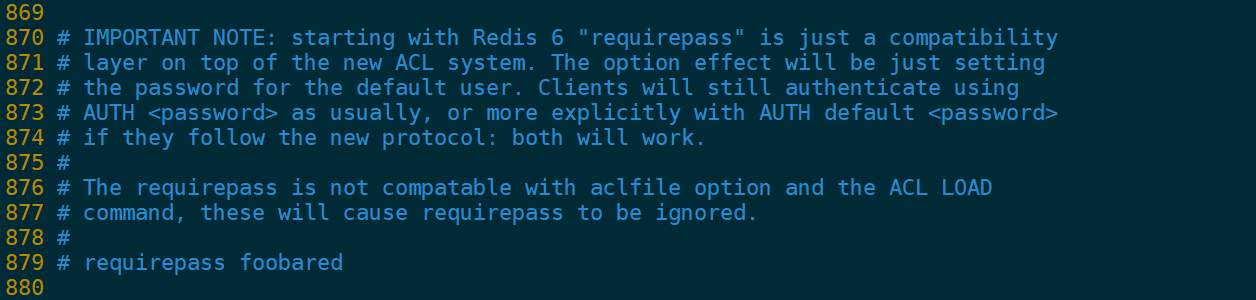 869
870 # IMPORTANT NOTE: starting with Redis 6 "requirepass" is just a compatibility
871 # layer on top of the new ACL system. The option effect will be just setting
872 # the password for the default user. Clients will still authenticate using
873 # AUTH <password> as usually, or more explicitly with AUTH default <password>
874 # if they follow the new protocol: both will work.
875 #
876 # The requirepass is not compatable with aclfile option and the ACL LOAD
877 # command, these will cause requirepass to be ignored.
878 #
879 # requirepass foobared
880